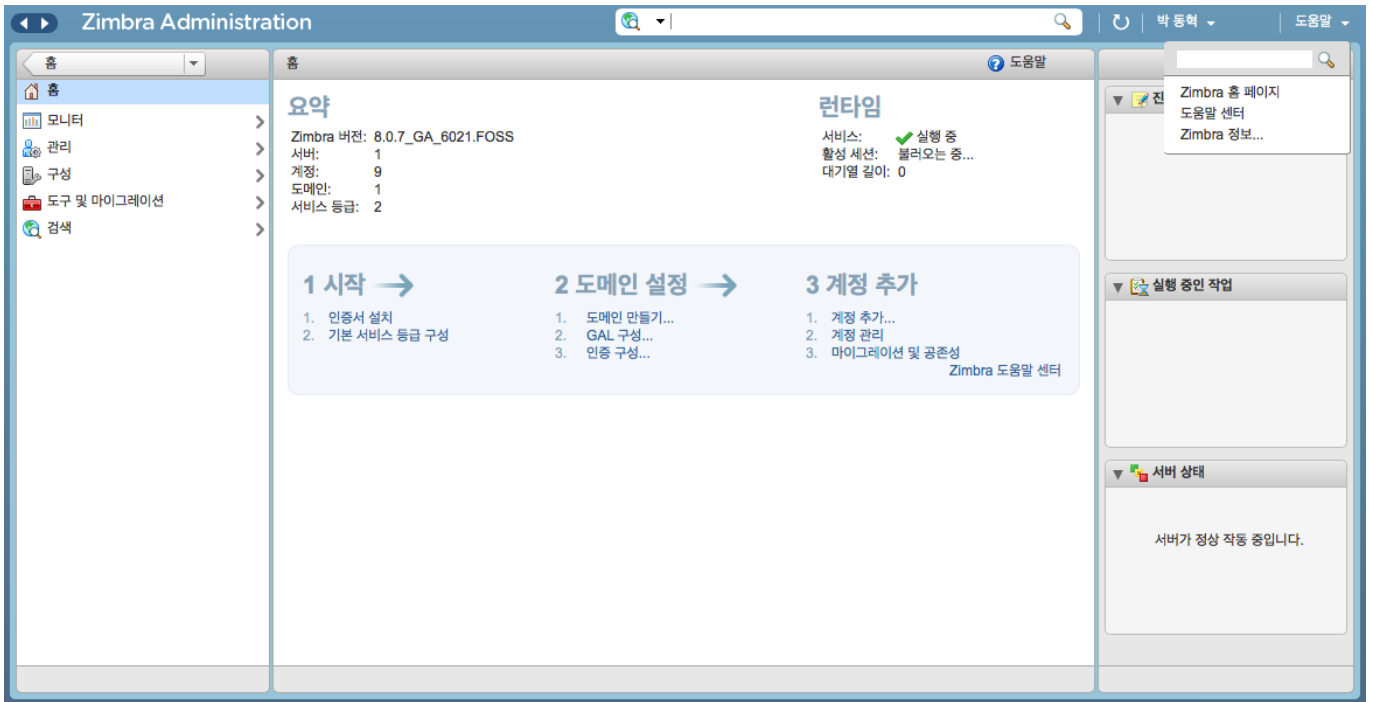 Zimbra Administration
박 동혁
도움말
홈
홈
모니터
관리
구성
도구 및 마이그레이션
검색
홈
도움말
요약
Zimbra 버전: 8.0.7_GA_6021.FOSS
서버: 1
계정: 9
도메인: 1
서비스 등급: 2
런타임
서비스: 실행 중
활성 세션: 불러오는 중...
대기열 길이: 0
1 시작
1. 인증서 설치
2. 기본 서비스 등급 구성
2 도메인 설정
1. 도메인 만들기...
2. GAL 구성...
3. 인증 구성...
3 계정 추가
1. 계정 추가...
2. 계정 관리
3. 마이그레이션 및 공존성
Zimbra 도움말 센터
Zimbra 홈 페이지
도움말 센터
Zimbra 정보...
진
실행 중인 작업
서버 상태
서버가 정상 작동 중입니다.